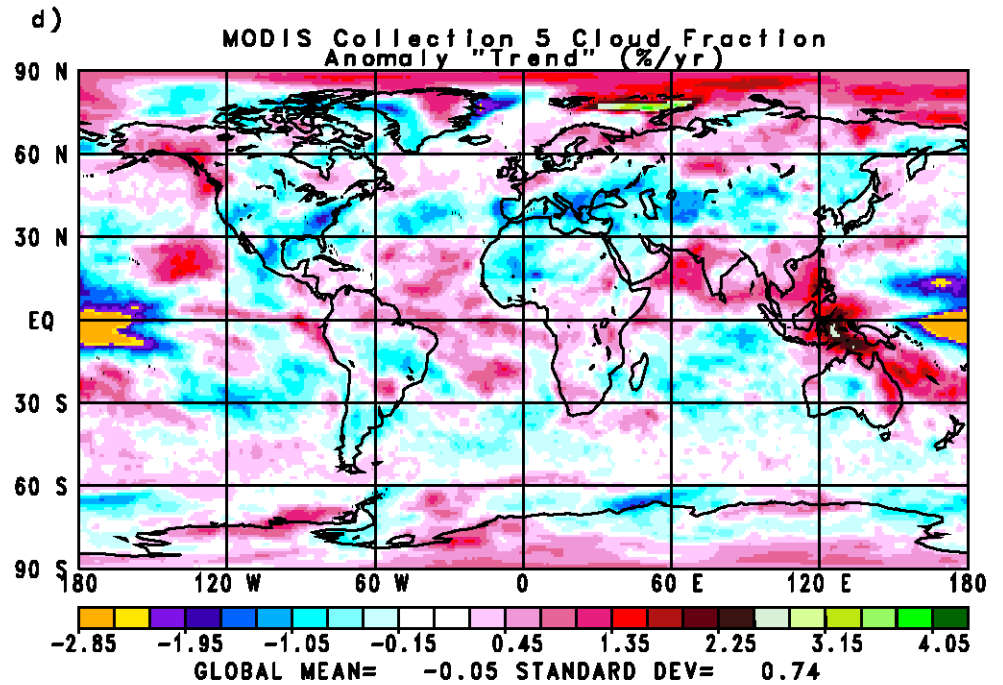 d)
MODIS Collection 5 Cloud Fraction
Anomaly "Trend" (%/yr)
90 N
60 N
30 N
EQ
30 S
60 S
90 S
180 120 W 60 W 0 60 E 120 E 180
-2.85 -1.95 -1.05 -0.15 0.45 1.35 2.25 3.15 4.05
GLOBAL MEAN= -0.05 STANDARD DEV= 0.74